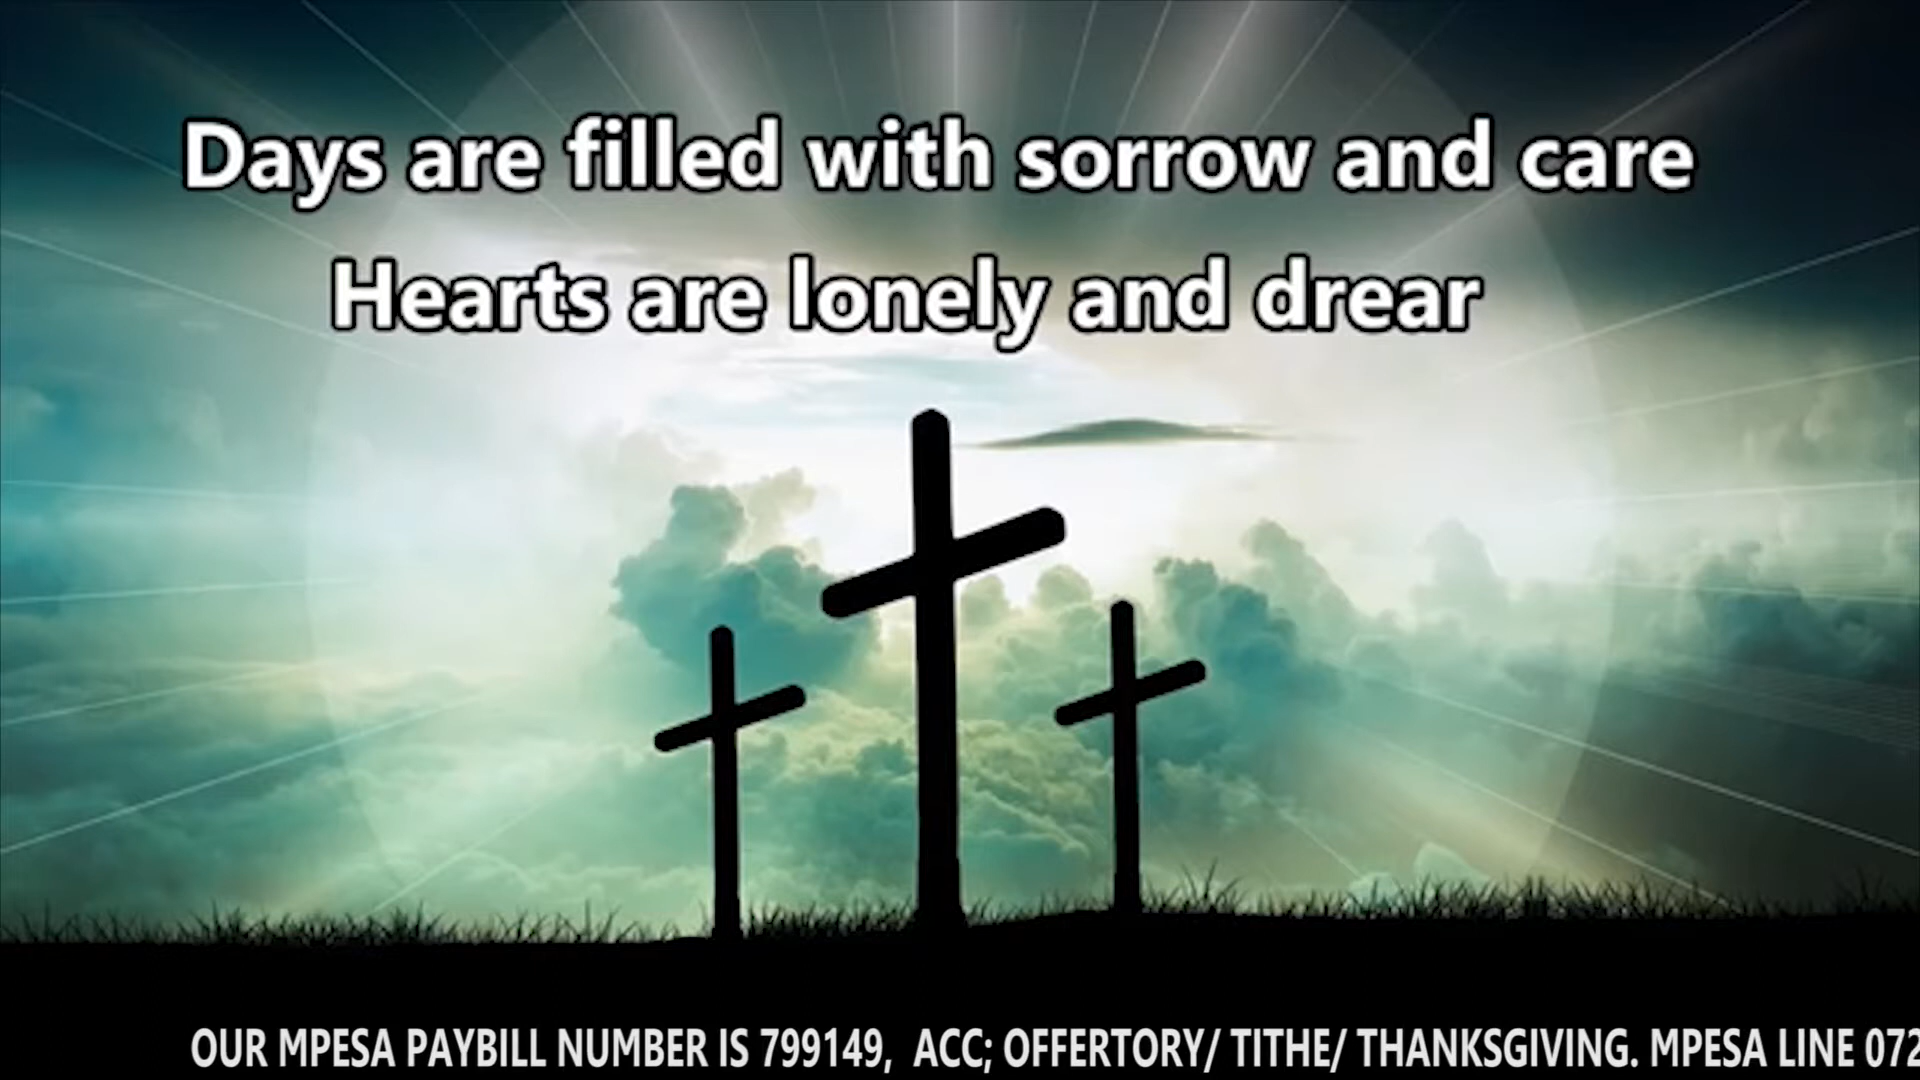 Days are filled with sorrow and care
Hearts are lonely and drear
OUR MPESA PAYBILL NUMBER IS 799149, ACC; OFFERTORY/ TITHE/ THANKSGIVING. MPESA LINE 072